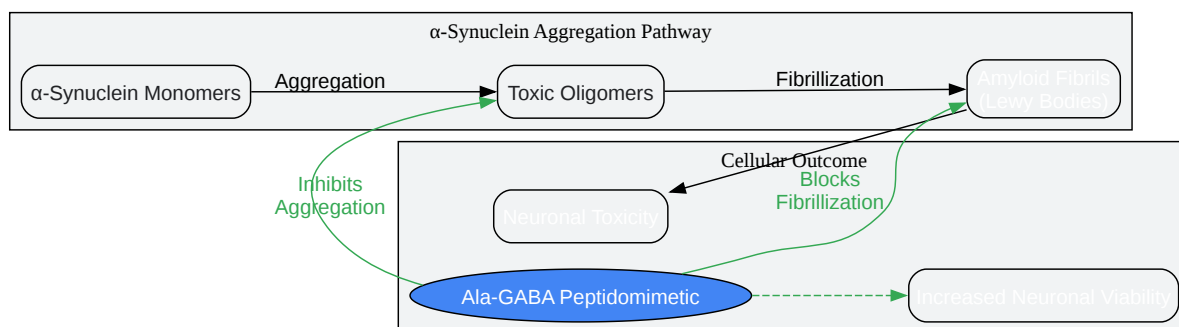 α-Synuclein Aggregation Pathway
α-Synuclein Monomers
Aggregation
Toxic Oligomers
Fibrillization
Amyloid Fibrils
(Lewy Bodies)
Cellular Outcome
Inhibits
Aggregation
Blocks
Fibrillization
Neuronal Toxicity
Ala-GABA Peptidomimetic
Increased Neuronal Viability